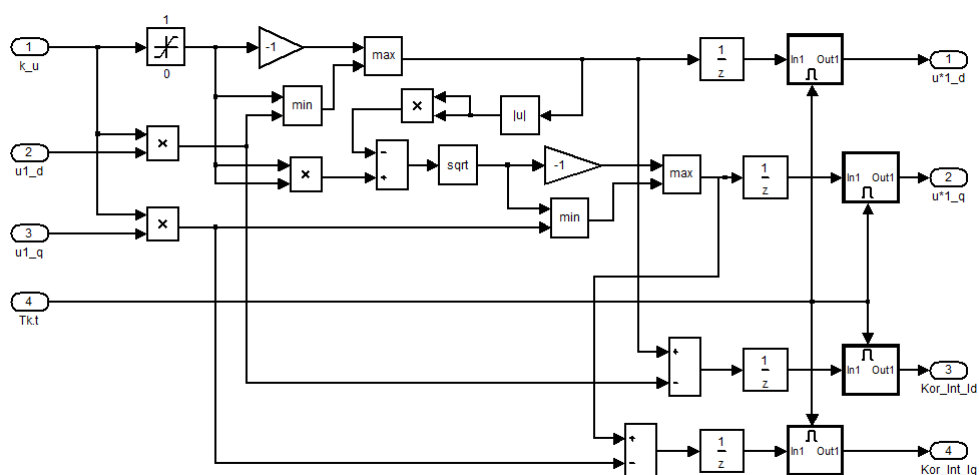 1
k_u
1
0
-1
max
1
z
In1 Out1
1
u*1_d
min
×
|u|
2
u1_d
×
×
-
+
sqrt
-1
max
1
z
In1 Out1
2
u*1_q
min
3
u1_q
×
4
Tk.t
+
-
1
z
In1 Out1
3
Kor_Int_Id
+
-
1
z
In1 Out1
4
Kor_Int_Iq